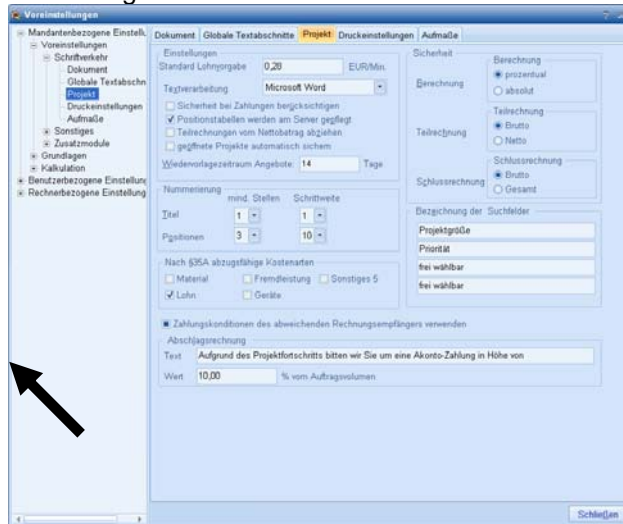 Voreinstellungen
Mandantenbezogene Einstell.
Voreinstellungen
Schriftverkehr
Dokument
Globale Textabschn
Projekt
Druckeinstellungen
Aufmaße
Sonstiges
Zusatzmodule
Grundlagen
Kalkulation
Benutzerbezogene Einstellung
Rechnerbezogene Einstellung
Dokument Globale Textabschnitte Projekt Druckeinstellungen Aufmaße
Einstellungen
Standard Lohnvorgabe 0,28 EUR/Min.
Textverarbeitung Microsoft Word
Sicherheit bei Zahlungen berücksichtigen
Positionstabellen werden am Server gepflegt
Teilrechnungen vom Nettobetrag abziehen
geöffnete Projekte automatisch sichern
Wiedervorlagezeitraum Angebote: 14 Tage
Nummerierung
mind. Stellen Schrittweite
Titel 1 1
Positionen 3 10
Nach §35A abzugsfähige Kostenarten
Material Fremdleistung Sonstiges 5
Lohn Geräte
Zahlungskonditionen des abweichenden Rechnungsempfängers verwenden
Abschlagsrechnung
Text Aufgrund des Projektfortschritts bitten wir Sie um eine Akonto-Zahlung in Höhe von
Wert 10,00 % vom Auftragsvolumen
Sicherheit
Berechnung
Berechnung
prozentual
absolut
Teilrechnung
Teilrechnung
Brutto
Netto
Schlussrechnung
Schlussrechnung
Brutto
Gesamt
Bezeichnung der Suchfelder
Projektgröße
Priorität
frei wählbar
frei wählbar
Schließen